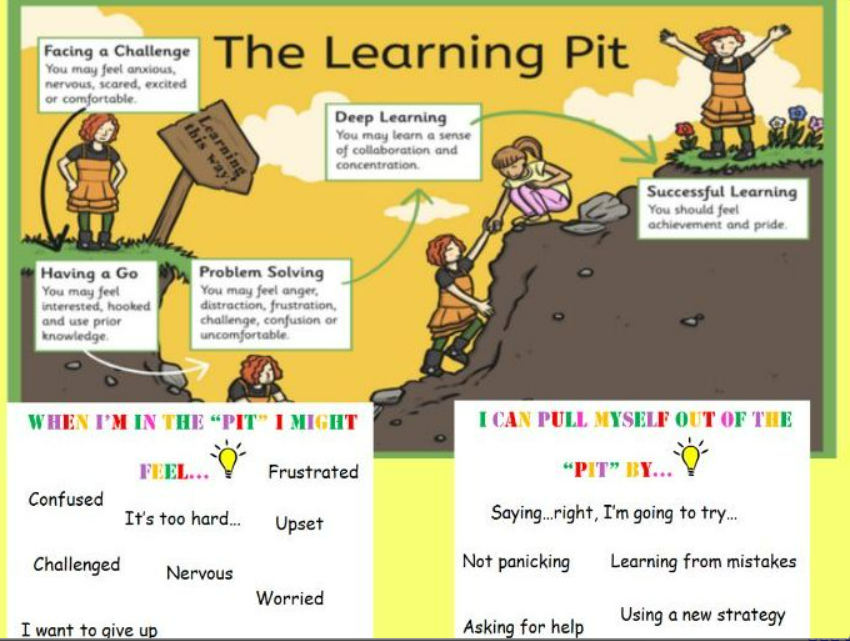 The Learning Pit
Facing a Challenge
You may feel anxious,
nervous, scared, excited
or comfortable.
Learning
this way!
Having a Go
You may feel
interested, hooked
and use prior
knowledge.
Problem Solving
You may feel anger,
distraction, frustration,
challenge, confusion or
uncomfortable.
Deep Learning
You may learn a sense
of collaboration and
concentration.
Successful Learning
You should feel
achievement and pride.
WHEN I'M IN THE “PIT” I MIGHT
FEEL...
Frustrated
Confused
It's too hard...
Upset
Challenged
Nervous
Worried
I want to give up
I CAN PULL MYSELF OUT OF THE
“PIT” BY...
Saying...right, I'm going to try...
Not panicking
Learning from mistakes
Asking for help
Using a new strategy